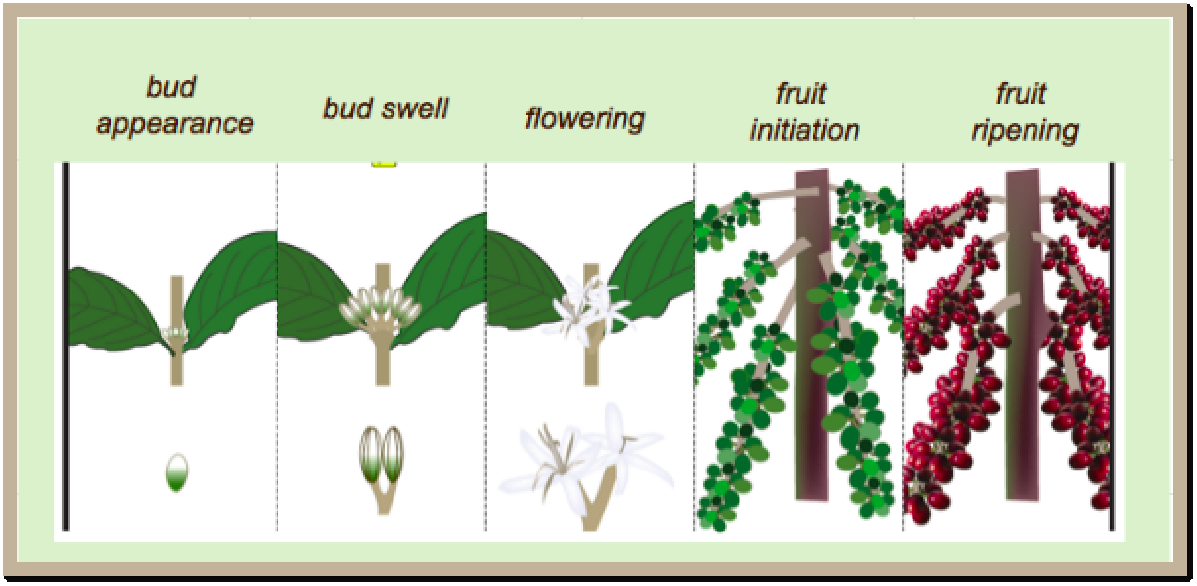 bud
appearance
bud swell
flowering
fruit
initiation
fruit
ripening